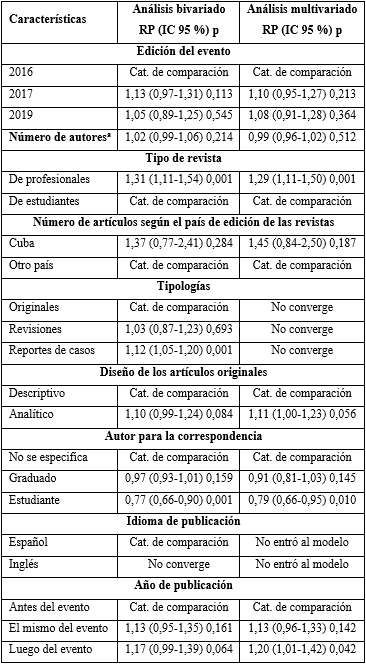 Características Análisis bivariado Análisis multivariado
RP (IC 95 %) p RP (IC 95 %) p
Edición del evento
2016 Cat. de comparación Cat. de comparación
2017 1,13 (0,97-1,31) 0,113 1,10 (0,95-1,27) 0,213
2019 1,05 (0,89-1,25) 0,545 1,08 (0,91-1,28) 0,364
Número de autoresª 1,02 (0,99-1,06) 0,214 0,99 (0,96-1,02) 0,512
Tipo de revista
De profesionales 1,31 (1,11-1,54) 0,001 1,29 (1,11-1,50) 0,001
De estudiantes Cat. de comparación Cat. de comparación
Número de artículos según el país de edición de las revistas
Cuba 1,37 (0,77-2,41) 0,284 1,45 (0,84-2,50) 0,187
Otro país Cat. de comparación Cat. de comparación
Tipologías
Originales Cat. de comparación No converge
Revisiones 1,03 (0,87-1,23) 0,693 No converge
Reportes de casos 1,12 (1,05-1,20) 0,001 No converge
Diseño de los artículos originales
Descriptivo Cat. de comparación Cat. de comparación
Analítico 1,10 (0,99-1,24) 0,084 1,11 (1,00-1,23) 0,056
Autor para la correspondencia
No se especifica Cat. de comparación Cat. de comparación
Graduado 0,97 (0,93-1,01) 0,159 0,91 (0,81-1,03) 0,145
Estudiante 0,77 (0,66-0,90) 0,001 0,79 (0,66-0,95) 0,010
Idioma de publicación
Español Cat. de comparación No entró al modelo
Inglés No converge No entró al modelo
Año de publicación
Antes del evento Cat. de comparación Cat. de comparación
El mismo del evento 1,13 (0,95-1,35) 0,161 1,13 (0,96-1,33) 0,142
Luego del evento 1,17 (0,99-1,39) 0,064 1,20 (1,01-1,42) 0,042